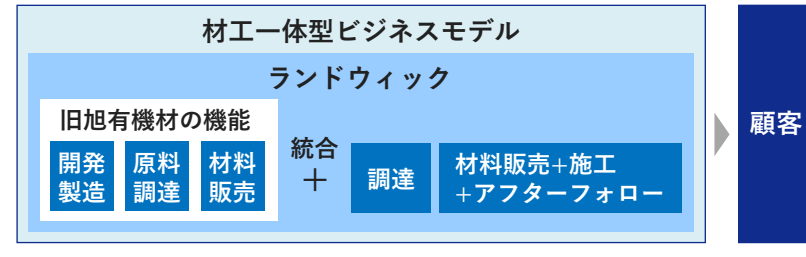 材工一体型ビジネスモデル
ランドウィック
旧旭有機材の機能
開発
製造
原料
調達
材料
販売
統合
＋
調達
材料販売+施工
+アフターフォロー
顧客